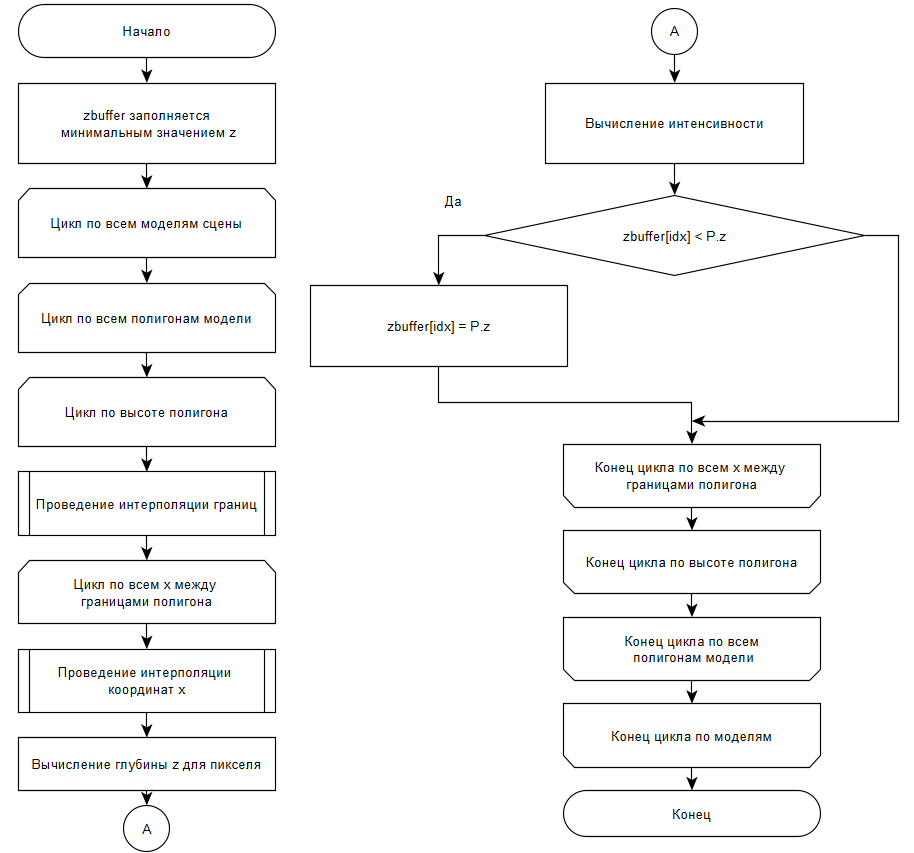 Начало
zbuffer заполняется
минимальным значением z
Цикл по всем моделям сцены
Цикл по всем полигонам модели
Цикл по высоте полигона
Проведение интерполяции границ
Цикл по всем x между
границами полигона
Проведение интерполяции
координат x
Вычисление глубины z для пикселя
А
А
Вычисление интенсивности
Да
zbuffer[idx] < P.z
zbuffer[idx] = P.z
Конец цикла по всем x между
границами полигона
Конец цикла по высоте полигона
Конец цикла по всем
полигонам модели
Конец цикла по моделям
Конец